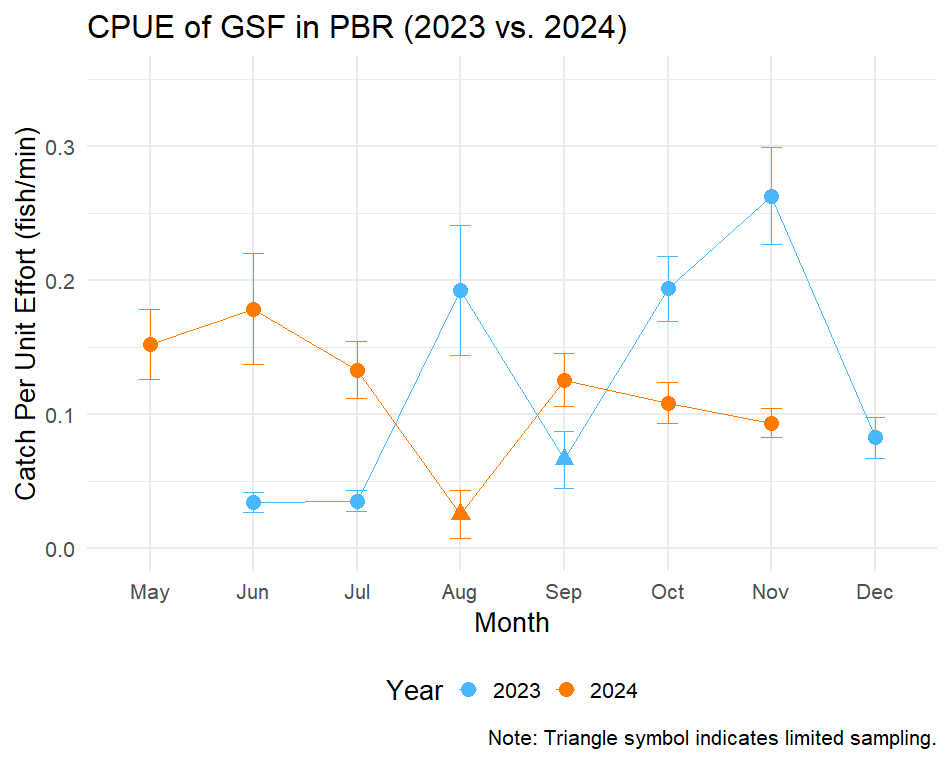 CPUE of GSF in PBR (2023 vs. 2024)
Catch Per Unit Effort (fish/min)
0.3
0.2
0.1
0.0
May Jun Jul Aug Sep Oct Nov Dec
Month
Year 2023 2024
Note: Triangle symbol indicates limited sampling.